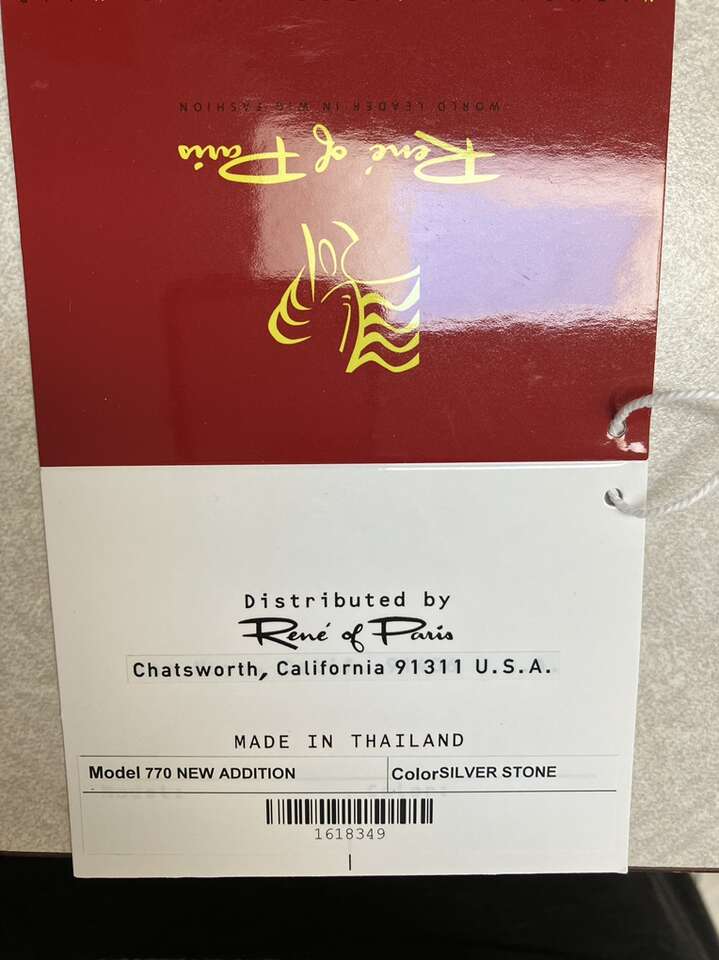 WORLD LEADER IN WIG FASHION
René of Paris
Distributed by
René of Paris
Chatsworth, California 91311 U.S.A.
MADE IN THAILAND
Model 770 NEW ADDITION ColorSILVER STONE
1618349